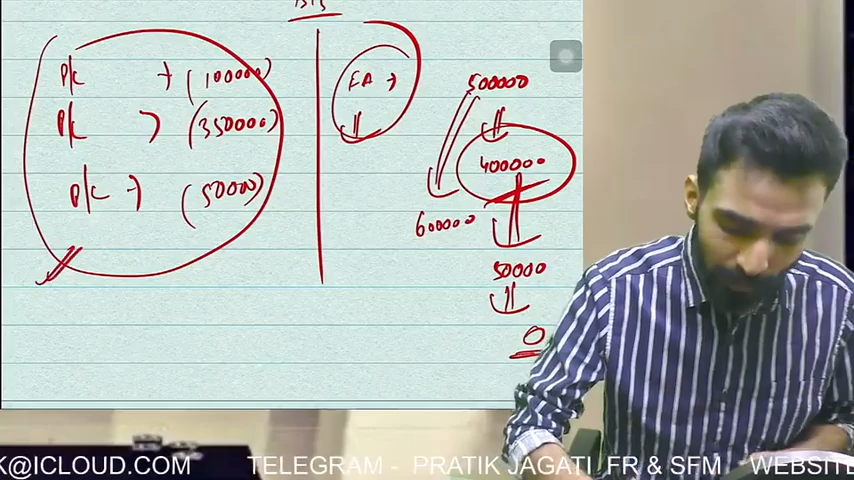 P/L → (100000)
P/L → (350000)
P/L → (50000)
FA →
500000
400000
600000
50000
0
K@ICLOUD.COM TELEGRAM - PRATIK JAGATI FR & SFM WEBSITE